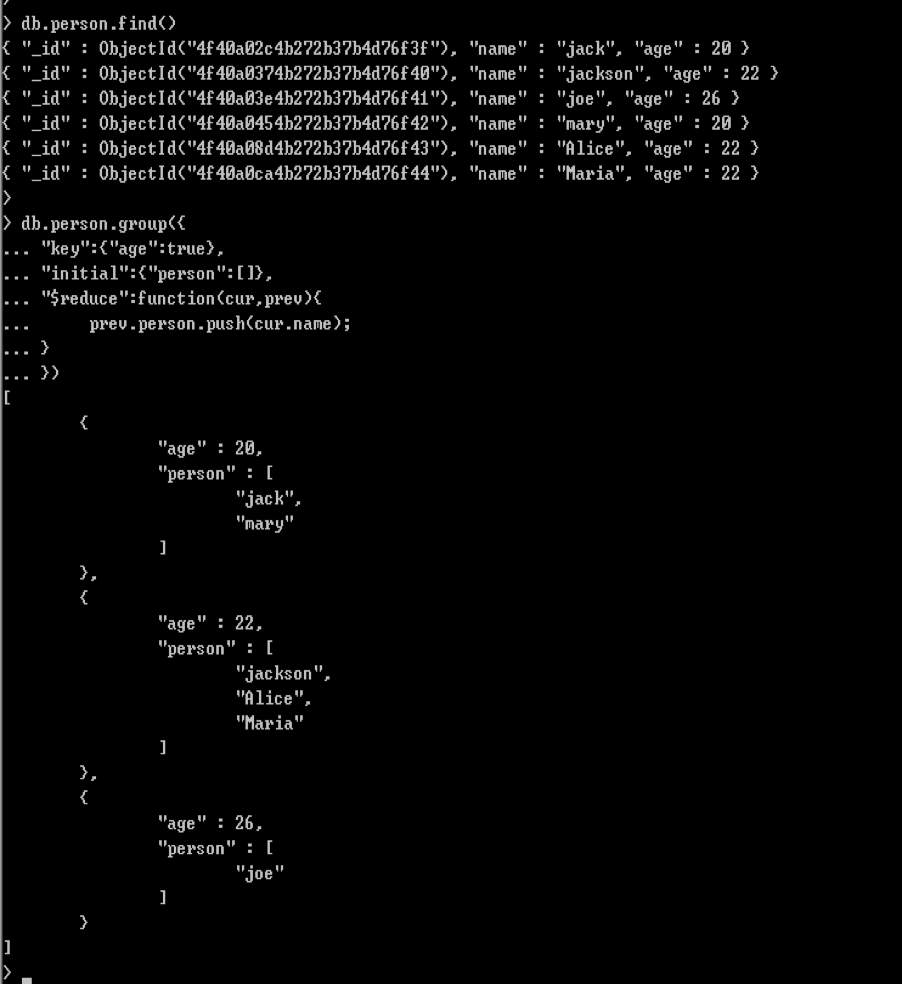 > db.person.find()
{ "_id" : ObjectId("4f40a02c4b272b37b4d76f3f"), "name" : "jack", "age" : 20 }
{ "_id" : ObjectId("4f40a0374b272b37b4d76f40"), "name" : "jackson", "age" : 22 }
{ "_id" : ObjectId("4f40a03e4b272b37b4d76f41"), "name" : "joe", "age" : 26 }
{ "_id" : ObjectId("4f40a0454b272b37b4d76f42"), "name" : "mary", "age" : 20 }
{ "_id" : ObjectId("4f40a08d4b272b37b4d76f43"), "name" : "Alice", "age" : 22 }
{ "_id" : ObjectId("4f40a0ca4b272b37b4d76f44"), "name" : "Maria", "age" : 22 }
>
> db.person.group({
... "key":{"age":true},
... "initial":{"person":[]},
... "$reduce":function(cur,prev){
...      prev.person.push(cur.name);
... }
... })
[
        {
                "age" : 20,
                "person" : [
                        "jack",
                        "mary"
                ]
        },
        {
                "age" : 22,
                "person" : [
                        "jackson",
                        "Alice",
                        "Maria"
                ]
        },
        {
                "age" : 26,
                "person" : [
                        "joe"
                ]
        }
]
>